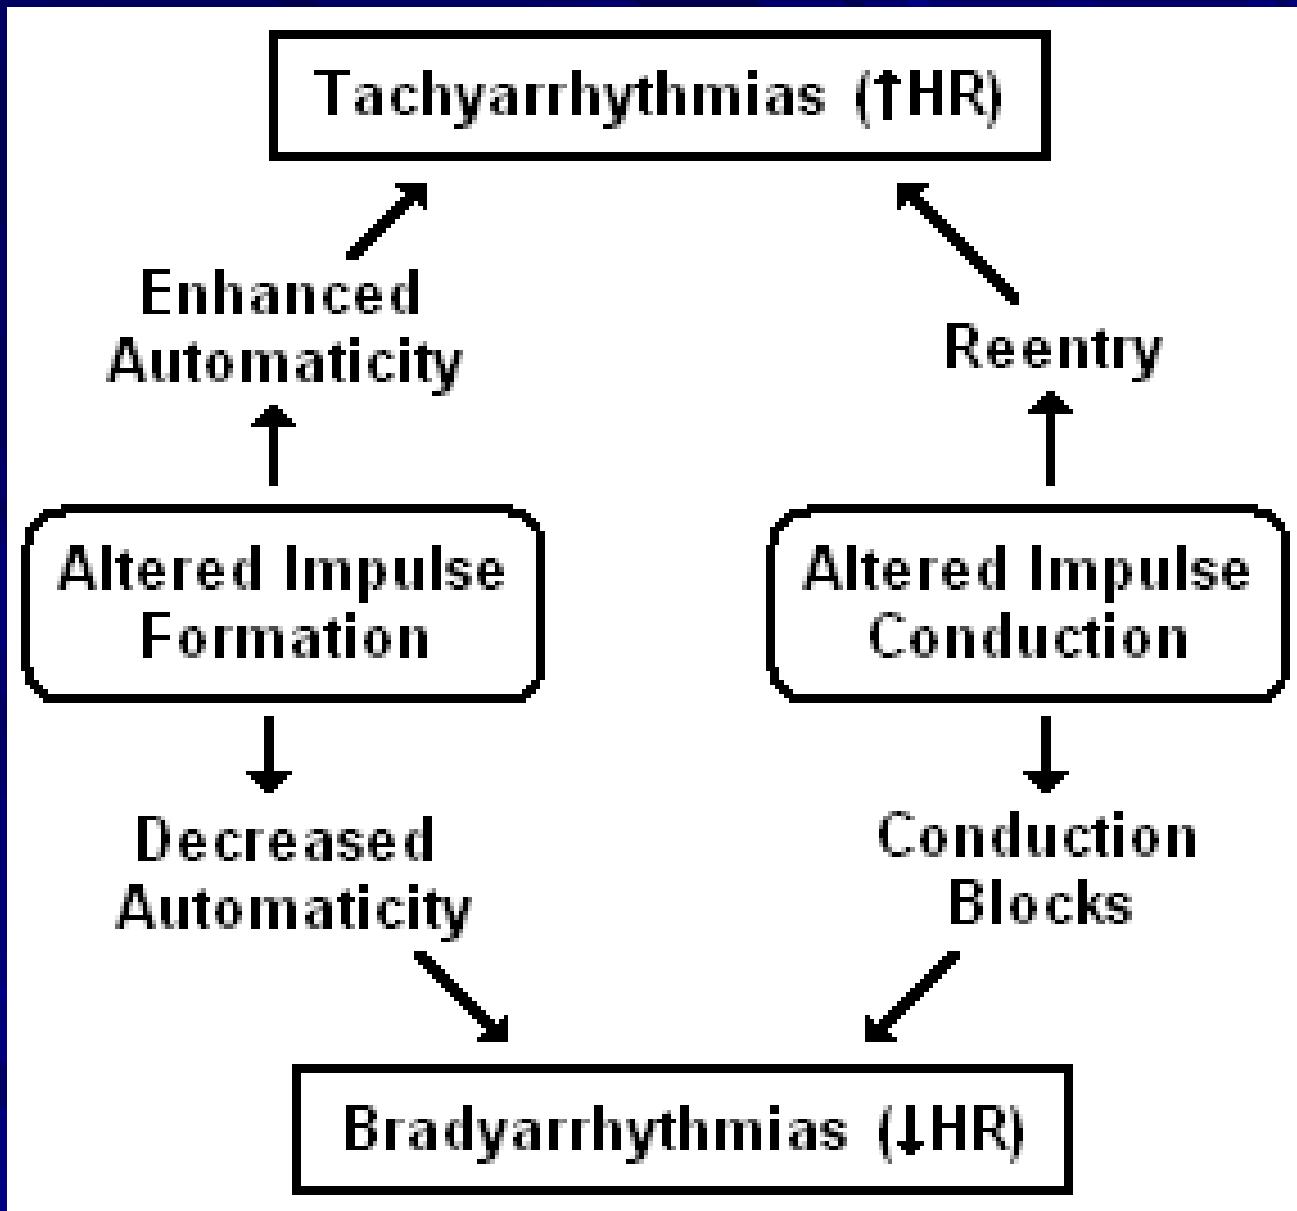 Tachyarrhythmias (↑HR)
Enhanced
Automaticity
Reentry
Altered Impulse
Formation
Altered Impulse
Conduction
Decreased
Automaticity
Conduction
Blocks
Bradyarrhythmias (↓HR)